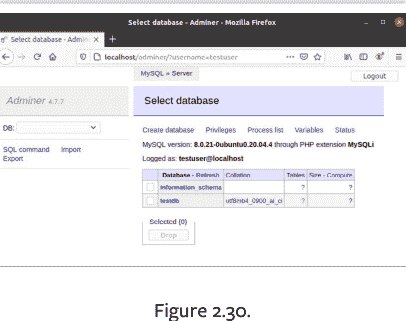 Select database - Adminer - Mozilla Firefox
Select database - Admin
localhost/adminer/?username=testuser
MySQL » Server
Logout
Adminer 4.7.7
Select database
DB:
SQL command Import
Export
Create database Privileges Process list Variables Status
MySQL version: 8.0.21-0ubuntu0.20.04.4 through PHP extension MySQLi
Logged as: testuser@localhost
Database - Refresh Collation Tables Size - Compute
information_schema ? ?
testdb utf8mb4_0900_ai_ci ? ?
Selected (0)
Drop
Figure 2.30.